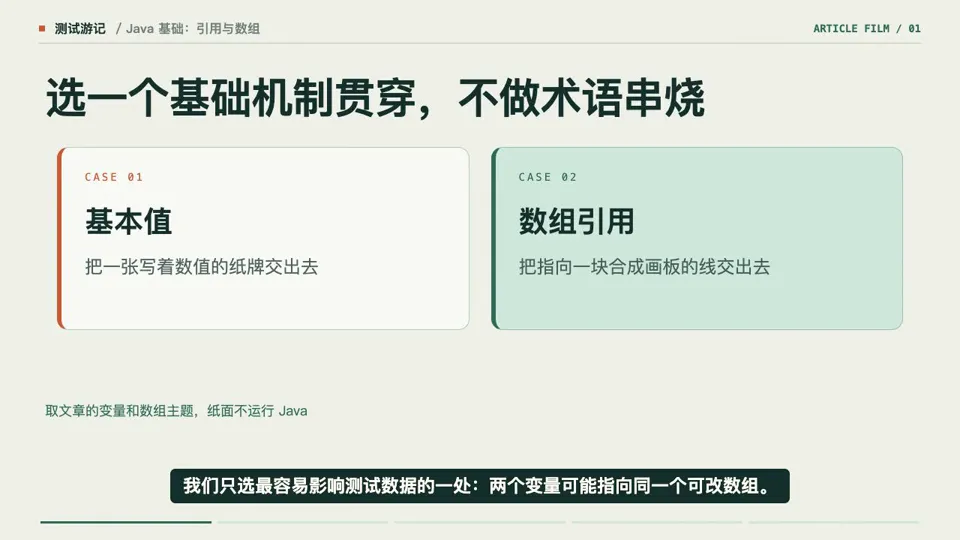 测试游记 / Java 基础：引用与数组
ARTICLE FILM / 01
选一个基础机制贯穿，不做术语串烧
CASE 01
基本值
把一张写着数值的纸牌交出去
CASE 02
数组引用
把指向一块合成画板的线交出去
取文章的变量和数组主题，纸面不运行 Java
我们只选最容易影响测试数据的一处：两个变量可能指向同一个可改数组。